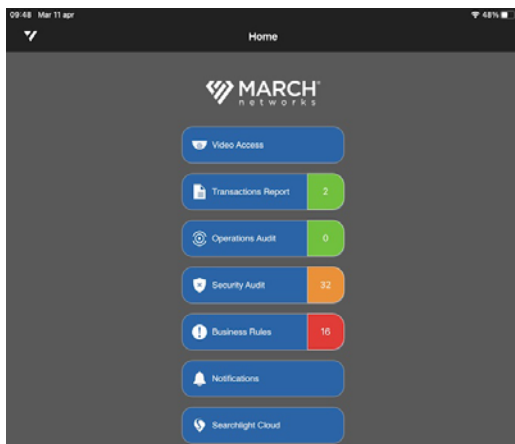 09:48 Mar 11 apr
48%
Home
MARCH
networks
Video Access
Transactions Report 2
Operations Audit 0
Security Audit 32
Business Rules 16
Notifications
Searchlight Cloud